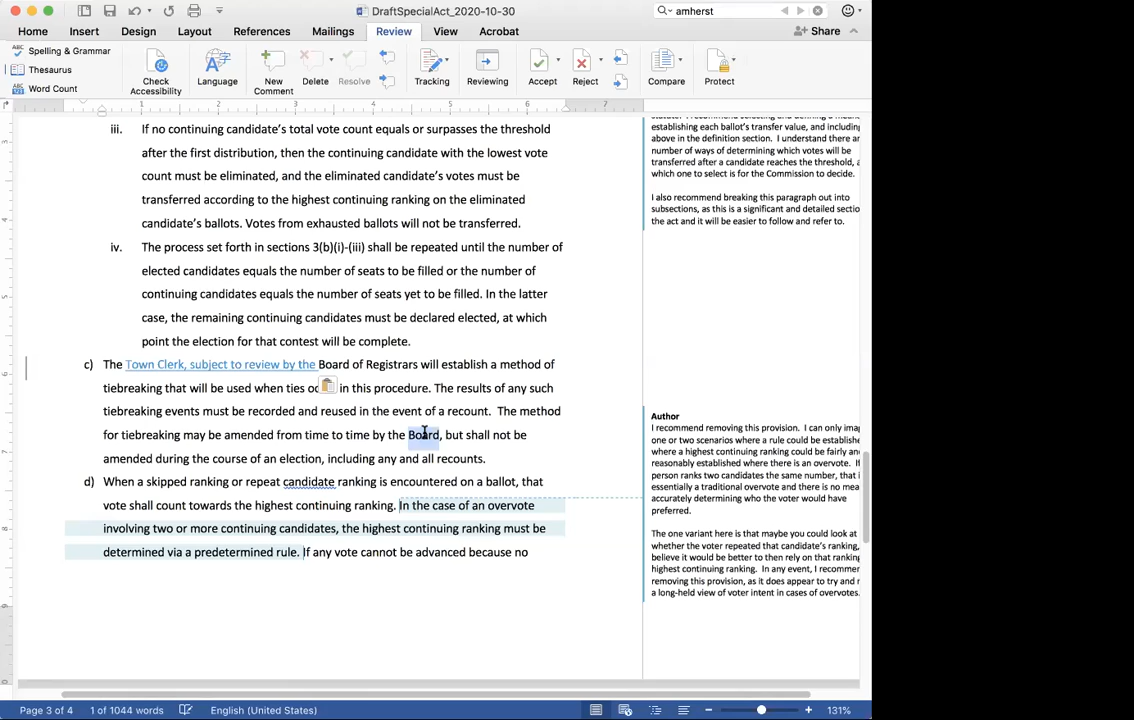 DraftSpecialAct_2020-10-30
amherst
Home Insert Design Layout References Mailings Review View Acrobat
Share
Spelling & Grammar
Thesaurus
Word Count
Check Accessibility
Language
New Comment
Delete
Resolve
Tracking
Reviewing
Accept
Reject
Compare
Protect
1 2 3 4 5 6 7
iii. If no continuing candidate's total vote count equals or surpasses the threshold
after the first distribution, then the continuing candidate with the lowest vote
count must be eliminated, and the eliminated candidate's votes must be
transferred according to the highest continuing ranking on the eliminated
candidate's ballots. Votes from exhausted ballots will not be transferred.
iv. The process set forth in sections 3(b)(i)-(iii) shall be repeated until the number of
elected candidates equals the number of seats to be filled or the number of
continuing candidates equals the number of seats yet to be filled. In the latter
case, the remaining continuing candidates must be declared elected, at which
point the election for that contest will be complete.
c) The Town Clerk, subject to review by the Board of Registrars will establish a method of
tiebreaking that will be used when ties oc in this procedure. The results of any such
tiebreaking events must be recorded and reused in the event of a recount. The method
for tiebreaking may be amended from time to time by the Board, but shall not be
amended during the course of an election, including any and all recounts.
d) When a skipped ranking or repeat candidate ranking is encountered on a ballot, that
vote shall count towards the highest continuing ranking. In the case of an overvote
involving two or more continuing candidates, the highest continuing ranking must be
determined via a predetermined rule. If any vote cannot be advanced because no
establishing each ballot's transfer value, and including
above in the definition section. I understand there ar
number of ways of determining which votes will be
transferred after a candidate reaches the threshold, a
which one to select is for the Commission to decide.
I also recommend breaking this paragraph out into
subsections, as this is a significant and detailed sectio
the act and it will be easier to follow and refer to.
Author
I recommend removing this provision. I can only imag
one or two scenarios where a rule could be establishe
where a highest continuing ranking could be fairly an
reasonably established where there is an overvote. If
person ranks two candidates the same number, that i
essentially a traditional overvote and there is no mea
accurately determining who the voter would have
preferred.
The one variant here is that maybe you could look at
whether the voter repeated that candidate's ranking,
believe it would be better to then rely on that rankin
highest continuing ranking. In any event, I recommer
removing this provision, as it does appear to try and r
a long-held view of voter intent in cases of overvotes.
Page 3 of 4 1 of 1044 words English (United States) 131%